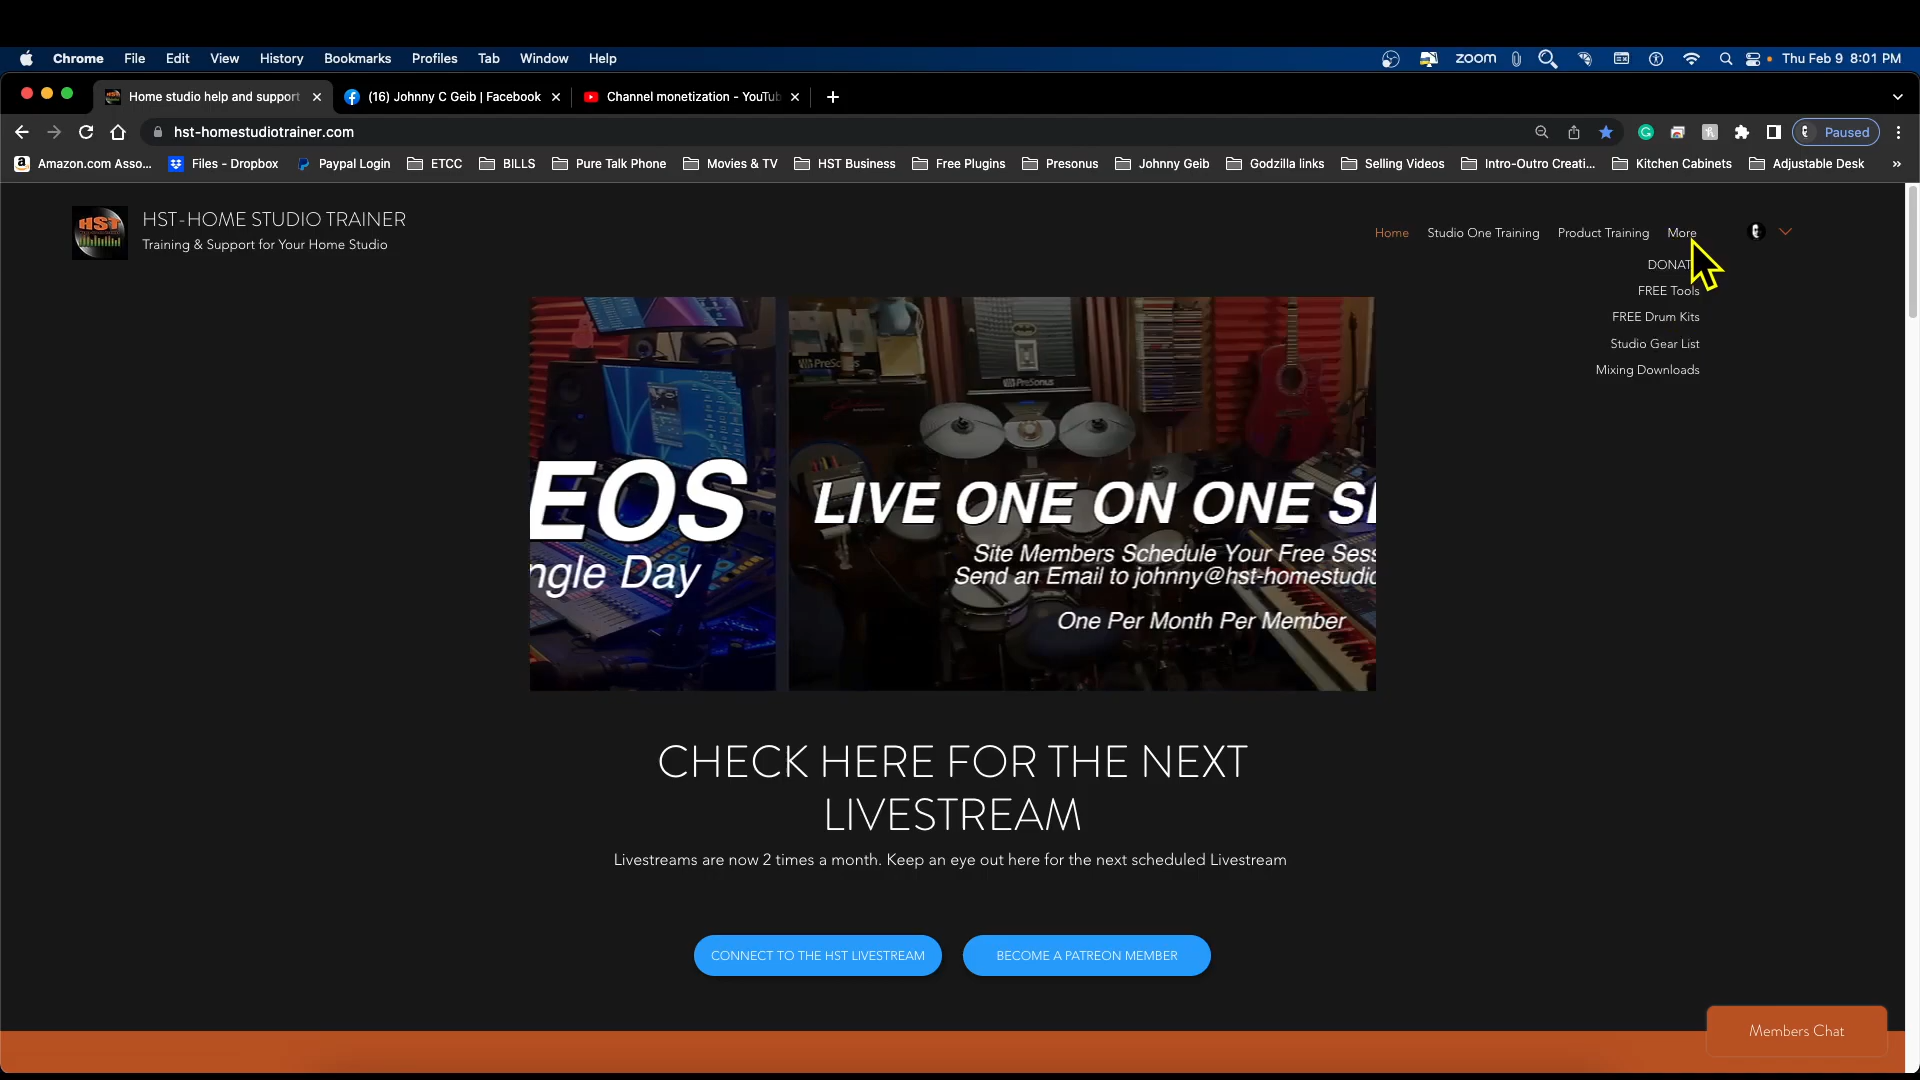 Chrome File Edit View History Bookmarks Profiles Tab Window Help zoom Thu Feb 9 8:01 PM
Home studio help and support (16) Johnny C Geib | Facebook Channel monetization - YouTub
hst-homestudiotrainer.com Paused
Amazon.com Asso... Files - Dropbox Paypal Login ETCC BILLS Pure Talk Phone Movies & TV HST Business Free Plugins Presonus Johnny Geib Godzilla links Selling Videos Intro-Outro Creati... Kitchen Cabinets Adjustable Desk »
HST
HST-HOME STUDIO TRAINER
Training & Support for Your Home Studio
Home Studio One Training Product Training More
DONAT
FREE Tools
FREE Drum Kits
Studio Gear List
Mixing Downloads
PreSonus
EOS
ngle Day
LIVE ONE ON ONE S
Site Members Schedule Your Free Sess
Send an Email to johnny@hst-homestudio
One Per Month Per Member
CHECK HERE FOR THE NEXT
LIVESTREAM
Livestreams are now 2 times a month. Keep an eye out here for the next scheduled Livestream
CONNECT TO THE HST LIVESTREAM BECOME A PATREON MEMBER
Members Chat